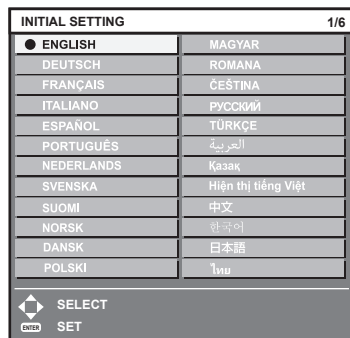 INITIAL SETTING 1/6
ENGLISH
DEUTSCH
FRANÇAIS
ITALIANO
ESPAÑOL
PORTUGUÊS
NEDERLANDS
SVENSKA
SUOMI
NORSK
DANSK
POLSKI
MAGYAR
ROMANA
ČEŠTINA
РУССКИЙ
TÜRKÇE
العربية
Қазақ
Hiện thị tiếng Việt
中文
한국어
日本語
ไทย
SELECT
ENTER SET